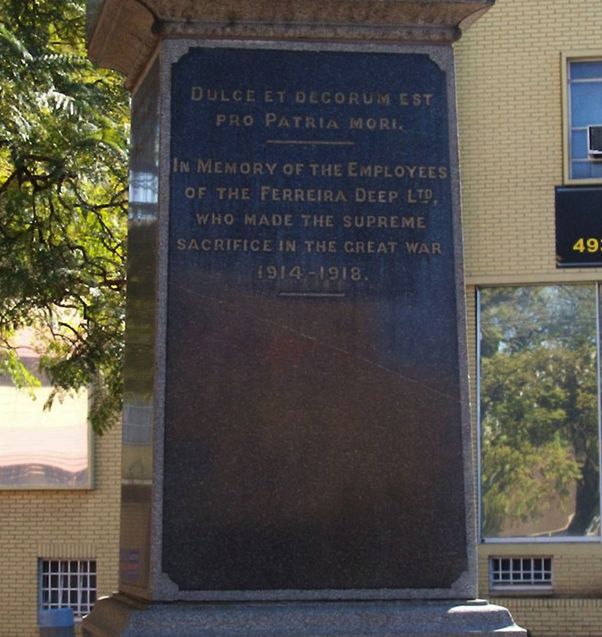 DULCE ET DECORUM EST
PRO PATRIA MORI.
IN MEMORY OF THE EMPLOYEES
OF THE FERREIRA DEEP LTD,
WHO MADE THE SUPREME
SACRIFICE IN THE GREAT WAR
1914-1918.